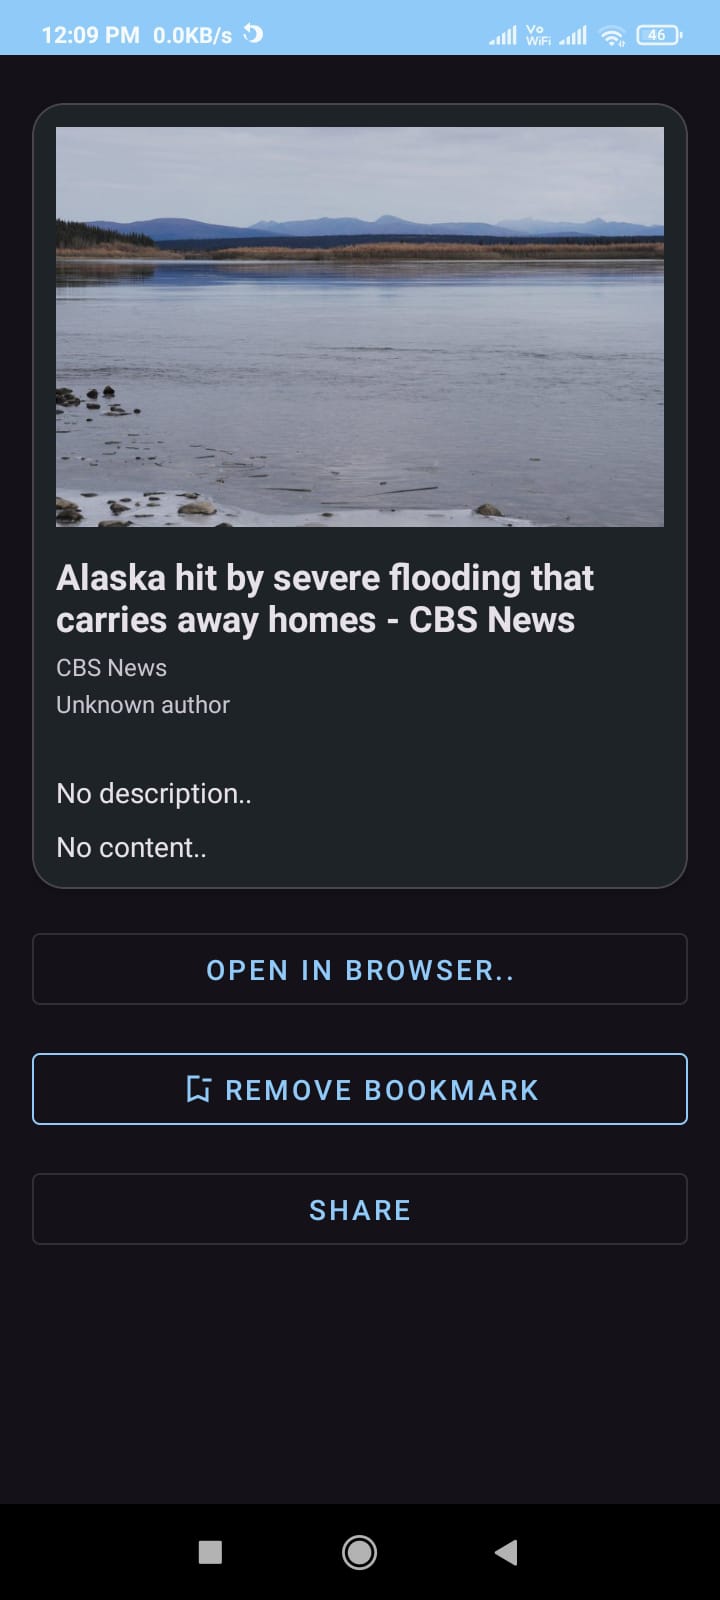 12:09 PM 0.0KB/s Vo WiFi 46
Alaska hit by severe flooding that
carries away homes - CBS News
CBS News
Unknown author
No description..
No content..
OPEN IN BROWSER..
REMOVE BOOKMARK
SHARE